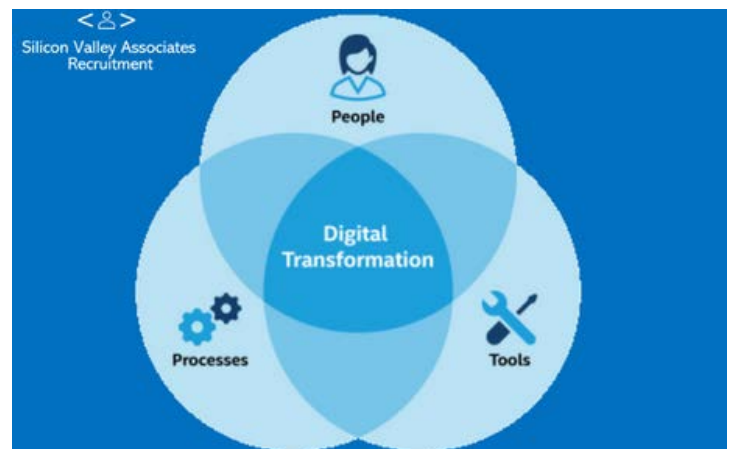 Silicon Valley Associates
Recruitment
People
Digital
Transformation
Processes
Tools